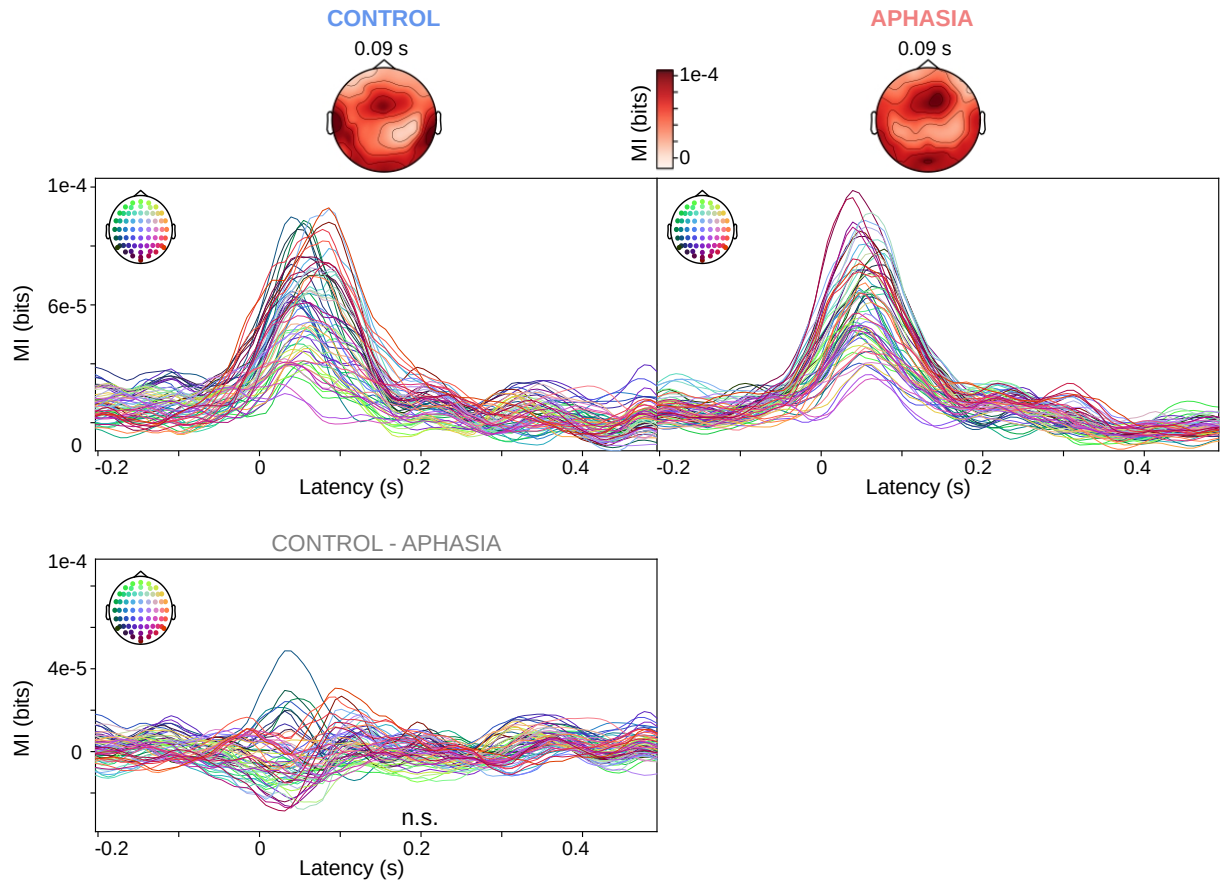 CONTROL
APHASIA
0.09 s
0.09 s
MI (bits)
1e-4
0
MI (bits)
1e-4
6e-5
0
-0.2 0 0.2 0.4
Latency (s)
-0.2 0 0.2 0.4
Latency (s)
CONTROL - APHASIA
MI (bits)
1e-4
4e-5
0
n.s.
-0.2 0 0.2 0.4
Latency (s)